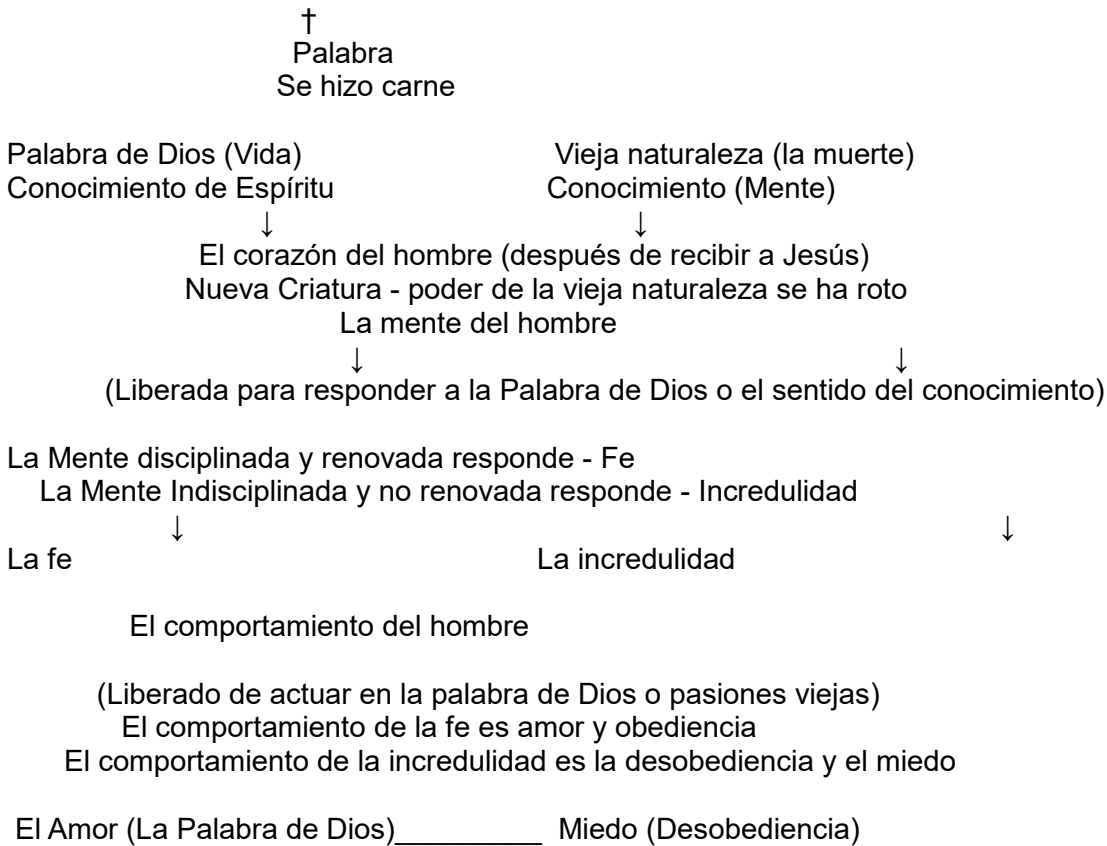 †
Palabra
Se hizo carne
Palabra de Dios (Vida) Vieja naturaleza (la muerte)
Conocimiento de Espíritu Conocimiento (Mente)
↓ ↓
El corazón del hombre (después de recibir a Jesús)
Nueva Criatura - poder de la vieja naturaleza se ha roto
La mente del hombre
↓ ↓
(Liberada para responder a la Palabra de Dios o el sentido del conocimiento)
La Mente disciplinada y renovada responde - Fe
La Mente Indisciplinada y no renovada responde - Incredulidad
↓ ↓
La fe La incredulidad
El comportamiento del hombre
(Liberado de actuar en la palabra de Dios o pasiones viejas)
El comportamiento de la fe es amor y obediencia
El comportamiento de la incredulidad es la desobediencia y el miedo
El Amor (La Palabra de Dios)_________ Miedo (Desobediencia)